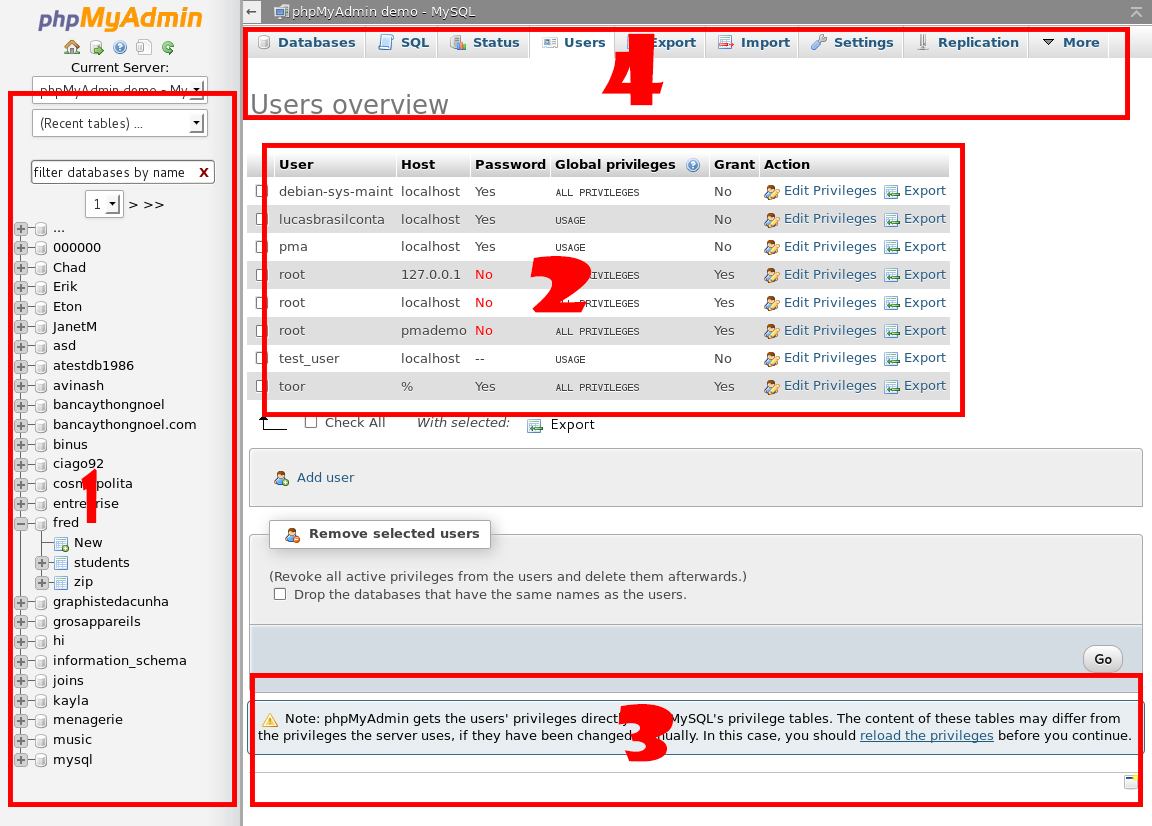 phpMyAdmin
Current Server:
phpMyAdmin demo - My
(Recent tables) ...
filter databases by name X
1 > >>
...
000000
Chad
Erik
Eton
JanetM
asd
atestdb1986
avinash
bancaythongnoel
bancaythongnoel.com
binus
ciago92
cosmopolita
entreprise
fred
New
students
zip
graphistedacunha
grosappareils
hi
information_schema
joins
kayla
menagerie
music
mysql
1
phpMyAdmin demo - MySQL
Databases SQL Status Users Export Import Settings Replication More
4
Users overview
User Host Password Global privileges Grant Action
debian-sys-maint localhost Yes ALL PRIVILEGES No Edit Privileges Export
lucasbrasilconta localhost Yes USAGE No Edit Privileges Export
pma localhost Yes USAGE No Edit Privileges Export
root 127.0.0.1 No ALL PRIVILEGES Yes Edit Privileges Export
root localhost No ALL PRIVILEGES Yes Edit Privileges Export
root pmademo No ALL PRIVILEGES Yes Edit Privileges Export
test_user localhost -- USAGE No Edit Privileges Export
toor % Yes ALL PRIVILEGES Yes Edit Privileges Export
2
Check All With selected: Export
Add user
Remove selected users
(Revoke all active privileges from the users and delete them afterwards.)
Drop the databases that have the same names as the users.
Go
Note: phpMyAdmin gets the users' privileges directly from MySQL's privilege tables. The content of these tables may differ from
the privileges the server uses, if they have been changed manually. In this case, you should reload the privileges before you continue.
3